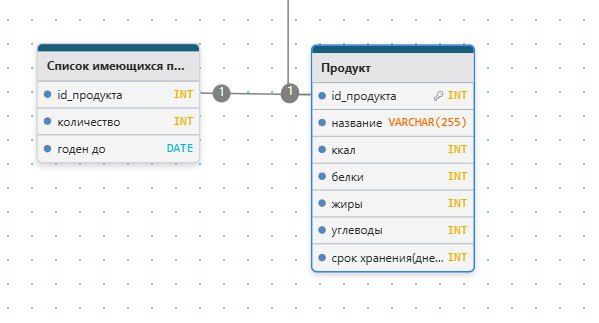 Список имеющихся п...
id_продукта INT
количество INT
годен до DATE
1
1
Продукт
id_продукта INT
название VARCHAR(255)
ккал INT
белки INT
жиры INT
углеводы INT
срок хранения(дне... INT